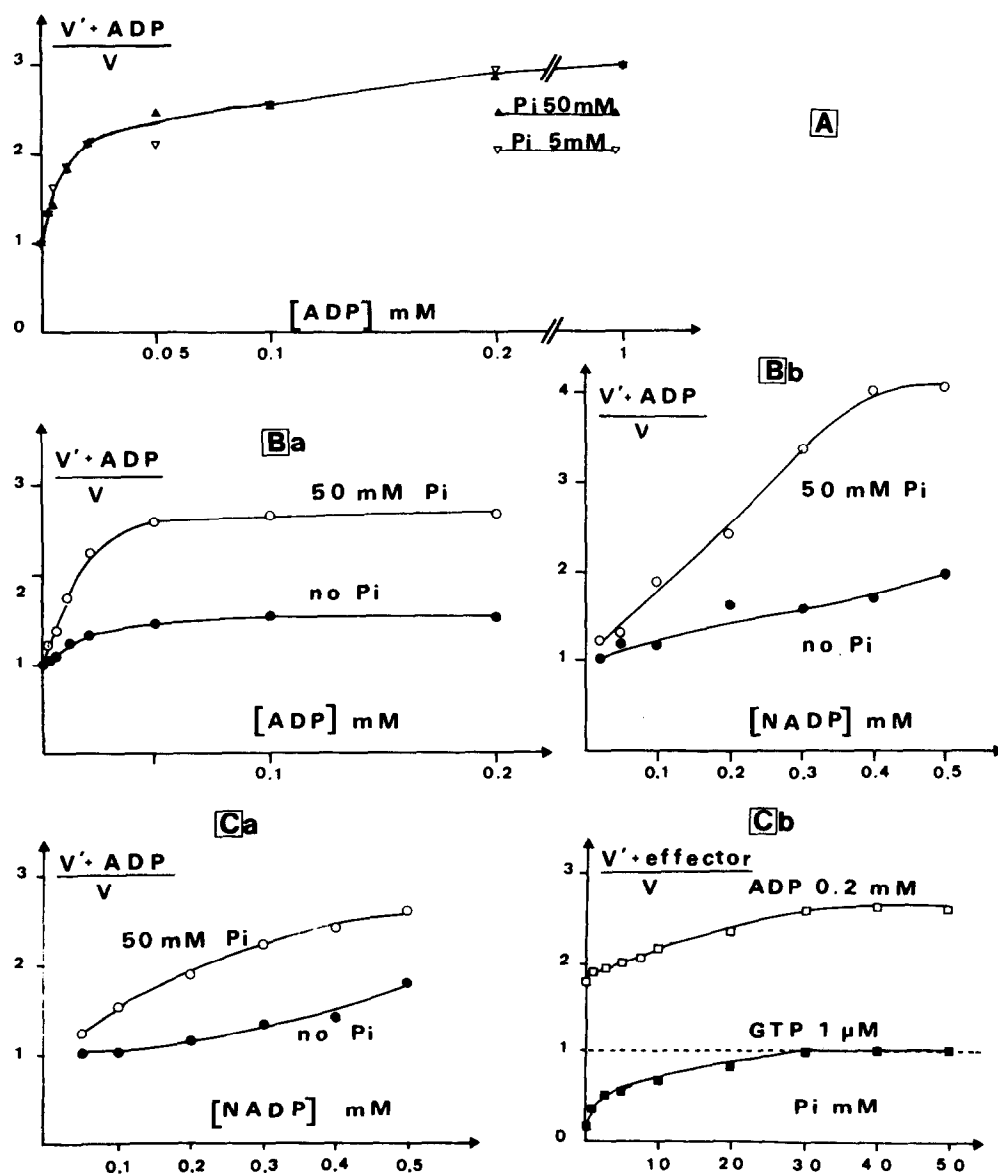 V'+ ADP
V
3
2
1
0
Pi 50mM
Pi 5mM
A
[ADP] mM
0.05
0.1
0.2
1
Ba
V'+ ADP
V
3
2
1
50 mM Pi
no Pi
[ADP] mM
0.1
0.2
Bb
V'+ ADP
V
4
3
2
1
50 mM Pi
no Pi
[NADP] mM
0.1
0.2
0.3
0.4
0.5
Ca
V'+ ADP
V
3
2
1
50 mM Pi
no Pi
[NADP] mM
0.1
0.2
0.3
0.4
0.5
Cb
V'+effector
V
3
2
1
0
ADP 0.2 mM
GTP 1 μM
Pi mM
10
20
30
40
50